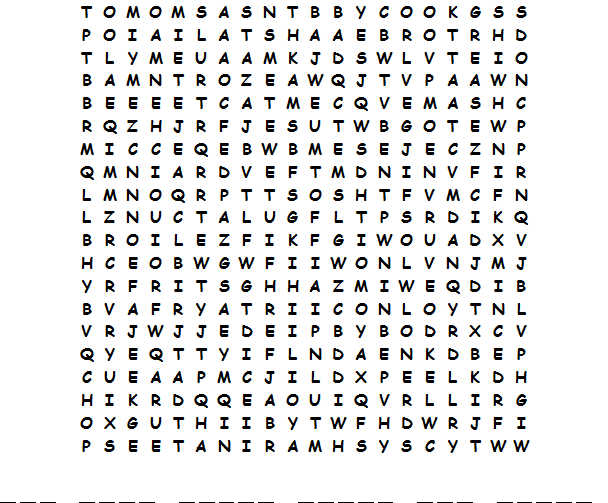 T O M O M S A S N T B B Y C O O K G S S
P O I A I L A T S H A A E B R O T R H D
T L Y M E U A A M K J D S W L V T E I O
B A M N T R O Z E A W Q J T V P A A W N
B E E E E T C A T M E C Q V E M A S H C
R Q Z H J R F J E S U T W B G O T E W P
M I C C E Q E B W B M E S E J E C Z N P
Q M N I A R D V E F T M D N I N V F I R
L M N O Q R P T T S O S H T F V M C F N
L Z N U C T A L U G F L T P S R D I K Q
B R O I L E Z F I K F G I W O U A D X V
H C E O B W G W F I I W O N L V N J M J
Y R F R I T S G H H A Z M I W E Q D I B
B V A F R Y A T R I I C O N L O Y T N L
V R J W J J E D E I P B Y B O D R X C V
Q Y E Q T T Y I F L N D A E N K D B E P
C U E A A P M C J I L D X P E E L K D H
H I K R D Q Q E A O U I Q V R L L I R G
O X G U T H I I B Y T W F H D W R J F I
P S E E T A N I R A M H S Y S C Y T W W